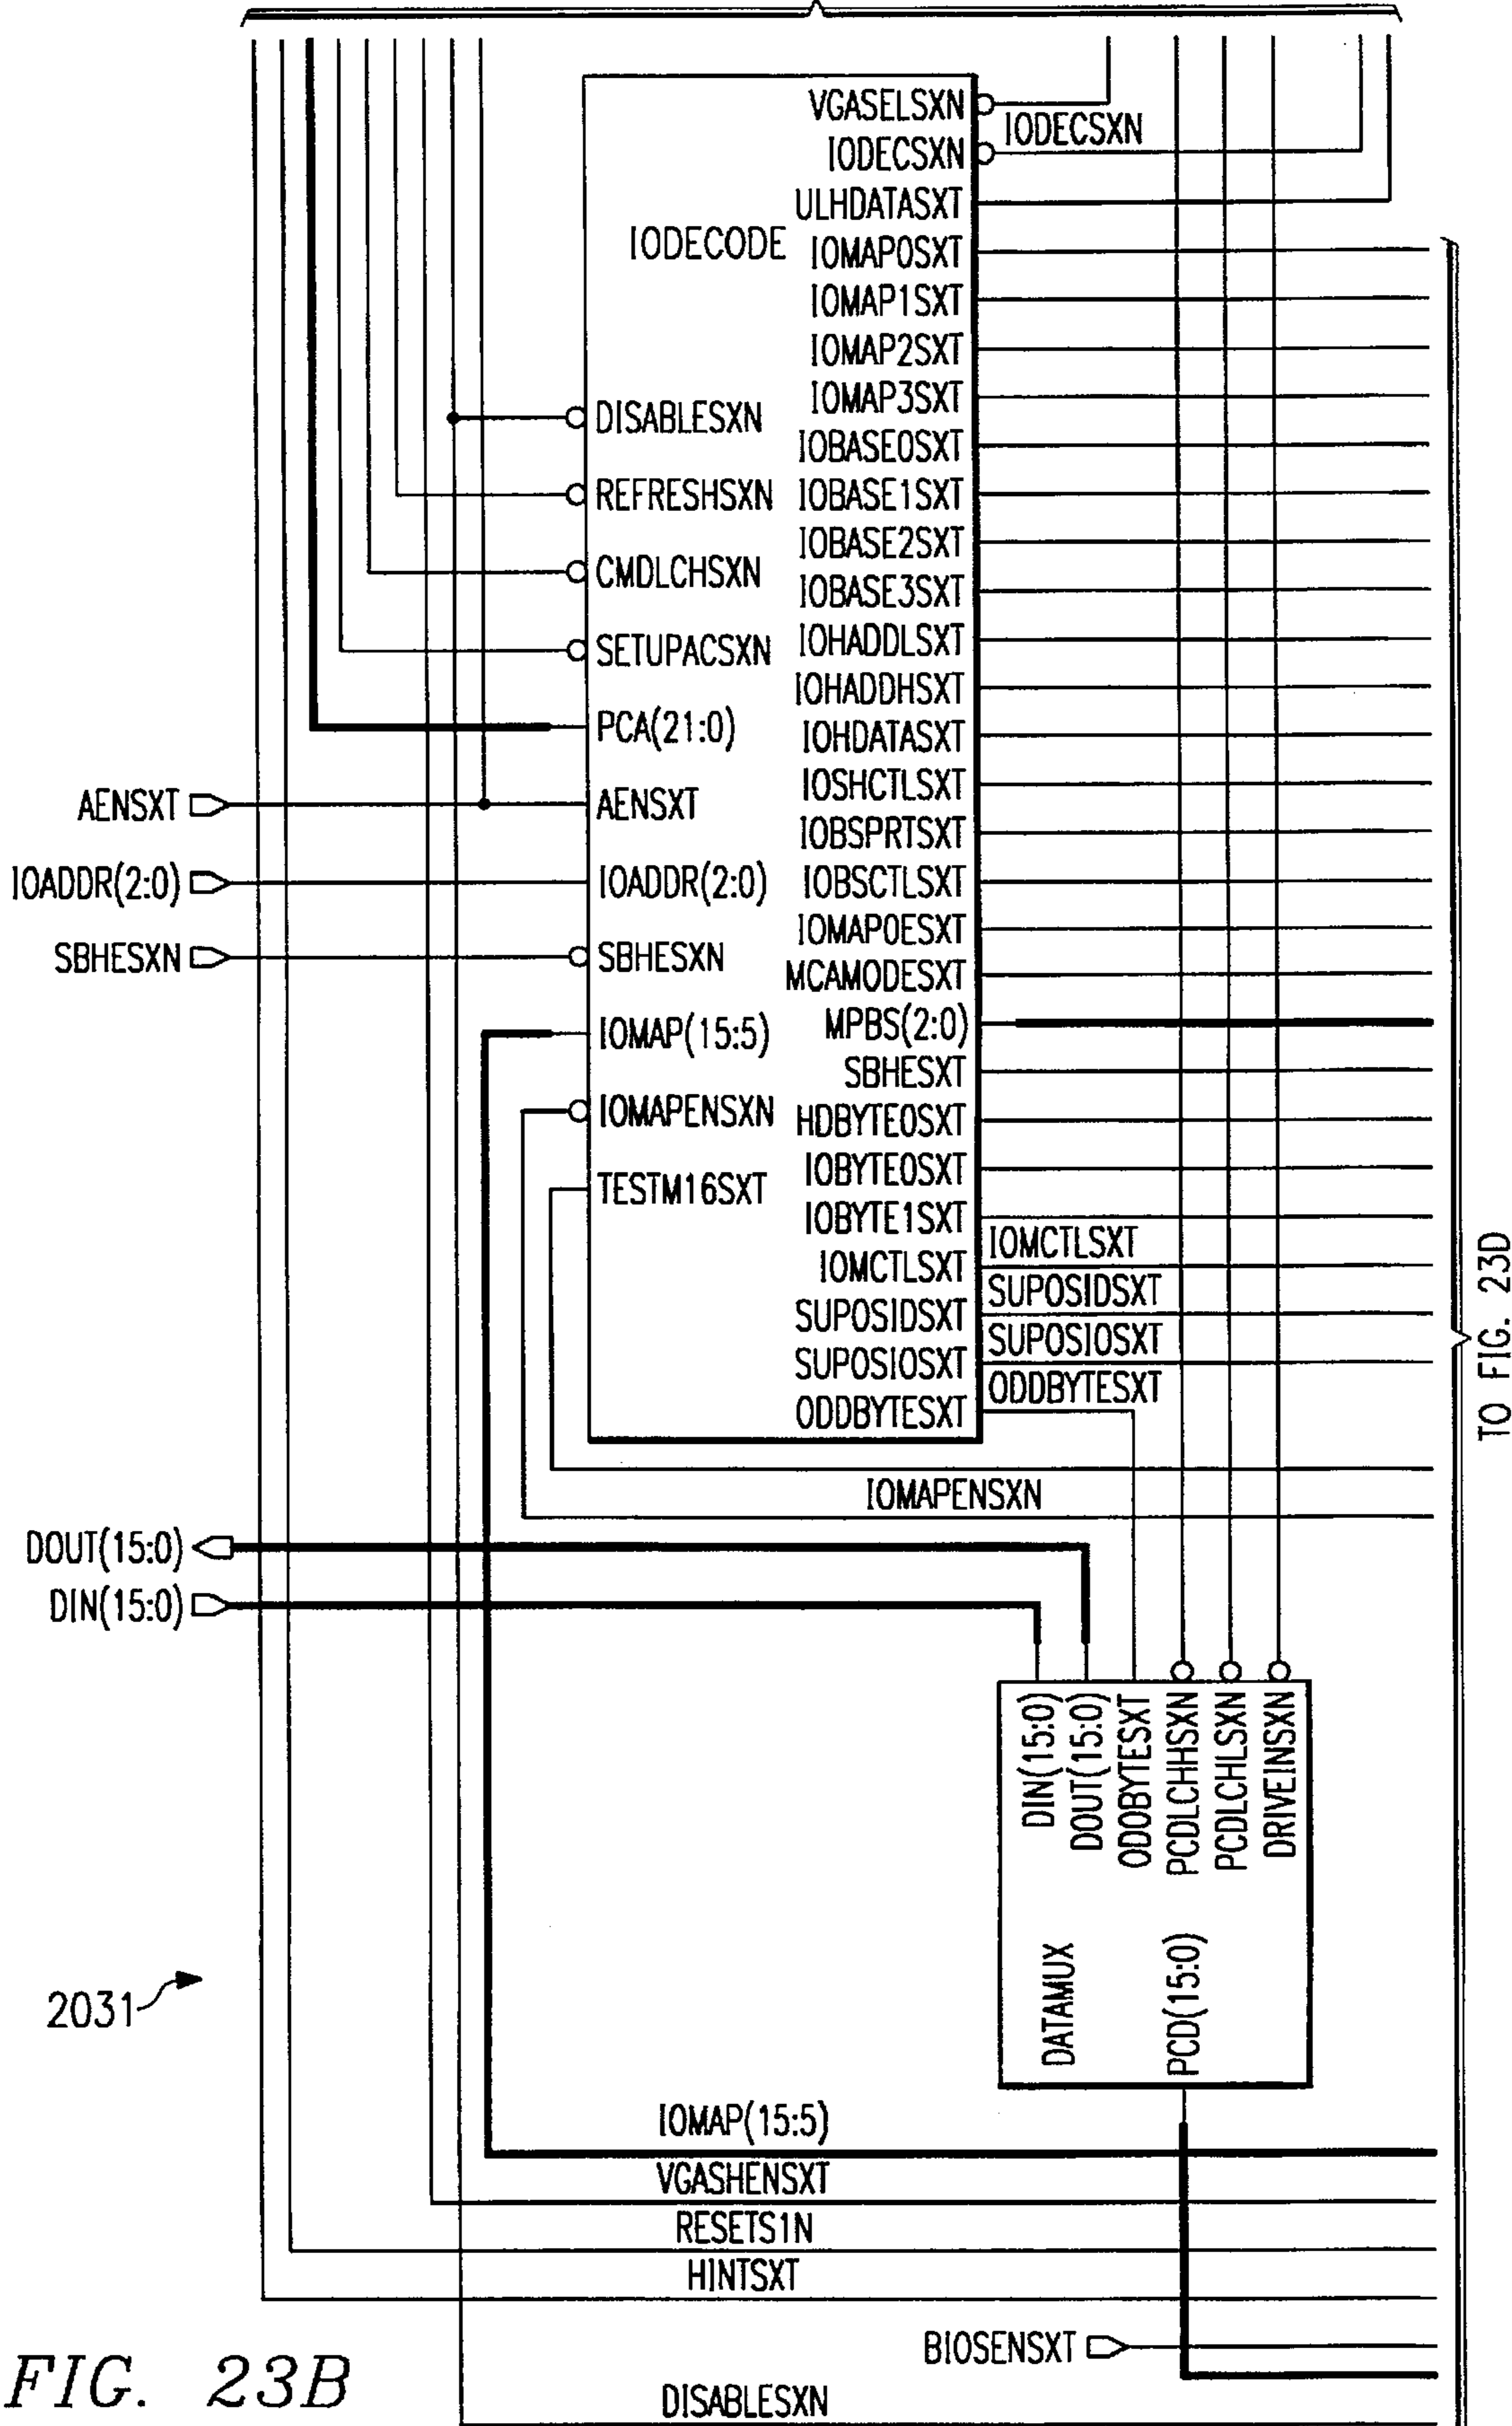 VGASELSXN
IODECSXN
IODECSXN
ULHDATASXT
IODECODE
IOMAP0SXT
IOMAP1SXT
IOMAP2SXT
IOMAP3SXT
DISABLESXN
IOBASE0SXT
REFRESHSXN
IOBASE1SXT
IOBASE2SXT
CMDLCHSXN
IOBASE3SXT
SETUPACSXN
IOHADDLSXT
IOHADDHSXT
PCA(21:0)
IOHDATASXT
IOSHCTLSXT
AENSXT
AENSXT
IOBSPRTSXT
IOADDR(2:0)
IOADDR(2:0)
IOBSCTLSXT
IOMAP0ESXT
SBHESXN
SBHESXN
MCAMODESXT
IOMAP(15:5)
MPBS(2:0)
SBHESXT
IOMAPENSXN
HDBYTE0SXT
IOBYTE0SXT
TESTM16SXT
IOBYTE1SXT
IOMCTLSXT
IOMCTLSXT
SUPOSIDSXT
SUPOSIDSXT
SUPOSIOSXT
SUPOSIOSXT
ODDBYTESXT
ODDBYTESXT
TO FIG. 23D
IOMAPENSXN
DOUT(15:0)
DIN(15:0)
DIN(15:0)
DOUT(15:0)
ODOBYTESXT
PCDLCHHSXN
PCDLCHLSXN
DRIVEINSXN
DATAMUX
PCD(15:0)
2031
IOMAP(15:5)
VGASHENSXT
RESETS1N
HINTSXT
BIOSENSXT
DISABLESXN
FIG. 23B